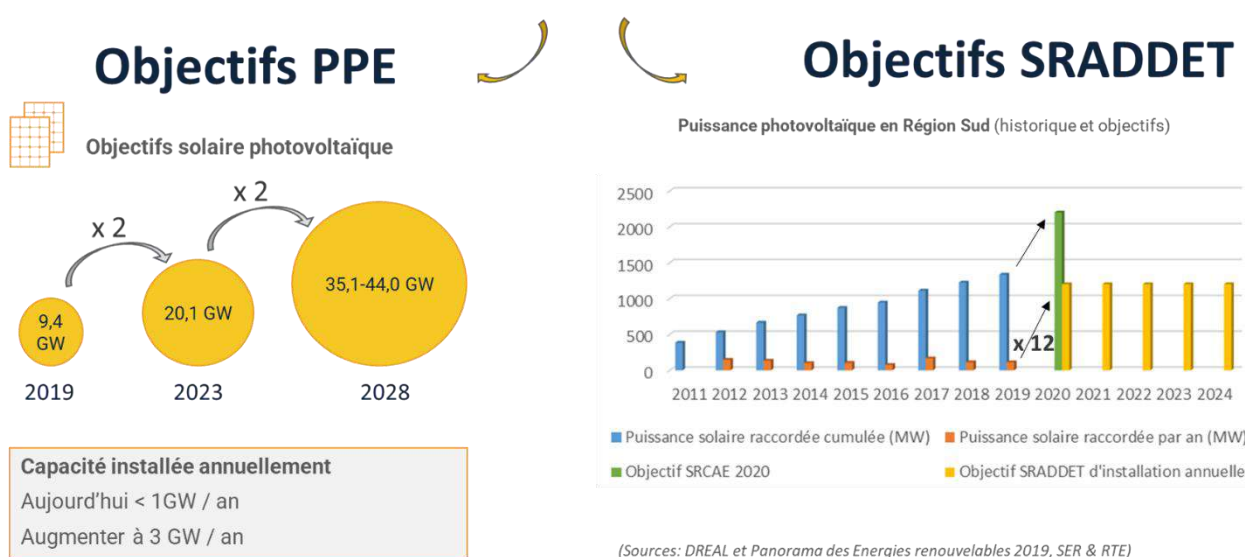 Objectifs PPE
Objectifs solaire photovoltaïque
x 2
x 2
9,4
GW
20,1 GW
35,1-44,0 GW
2019
2023
2028
Capacité installée annuellement
Aujourd'hui < 1GW / an
Augmenter à 3 GW / an
Objectifs SRADDET
Puissance photovoltaïque en Région Sud (historique et objectifs)
2500
2000
1500
1000
500
0
x 12
2011 2012 2013 2014 2015 2016 2017 2018 2019 2020 2021 2022 2023 2024
Puissance solaire raccordée cumulée (MW)
Puissance solaire raccordée par an (MW)
Objectif SRCAE 2020
Objectif SRADDET d'installation annuelle
(Sources: DREAL et Panorama des Energies renouvelables 2019, SER & RTE)